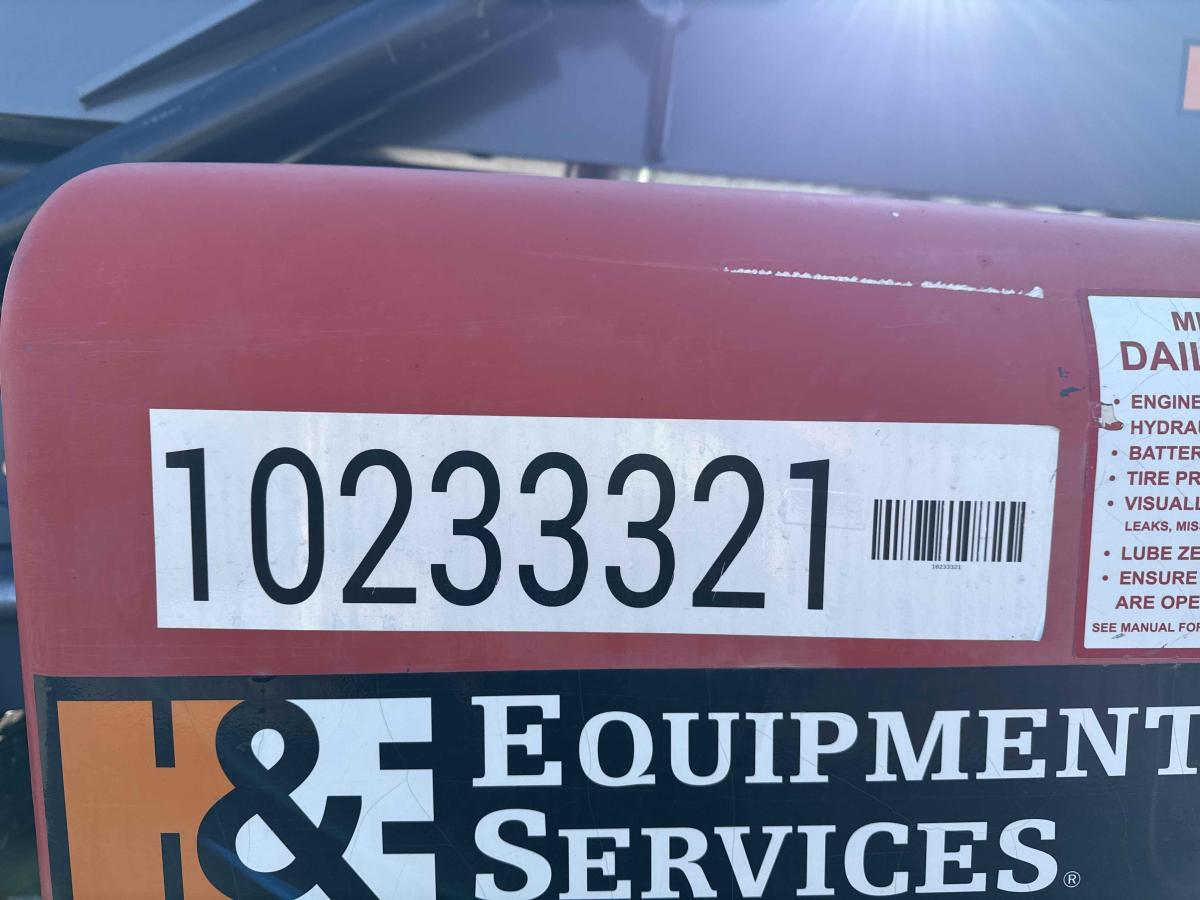 10233321
10233321
DAIL
• ENGINE
• HYDRAU
• BATTER
• TIRE PR
• VISUALL
LEAKS, MIS
• LUBE ZE
• ENSURE
ARE OPE
SEE MANUAL FOR
H&E EQUIPMENT
SERVICES®